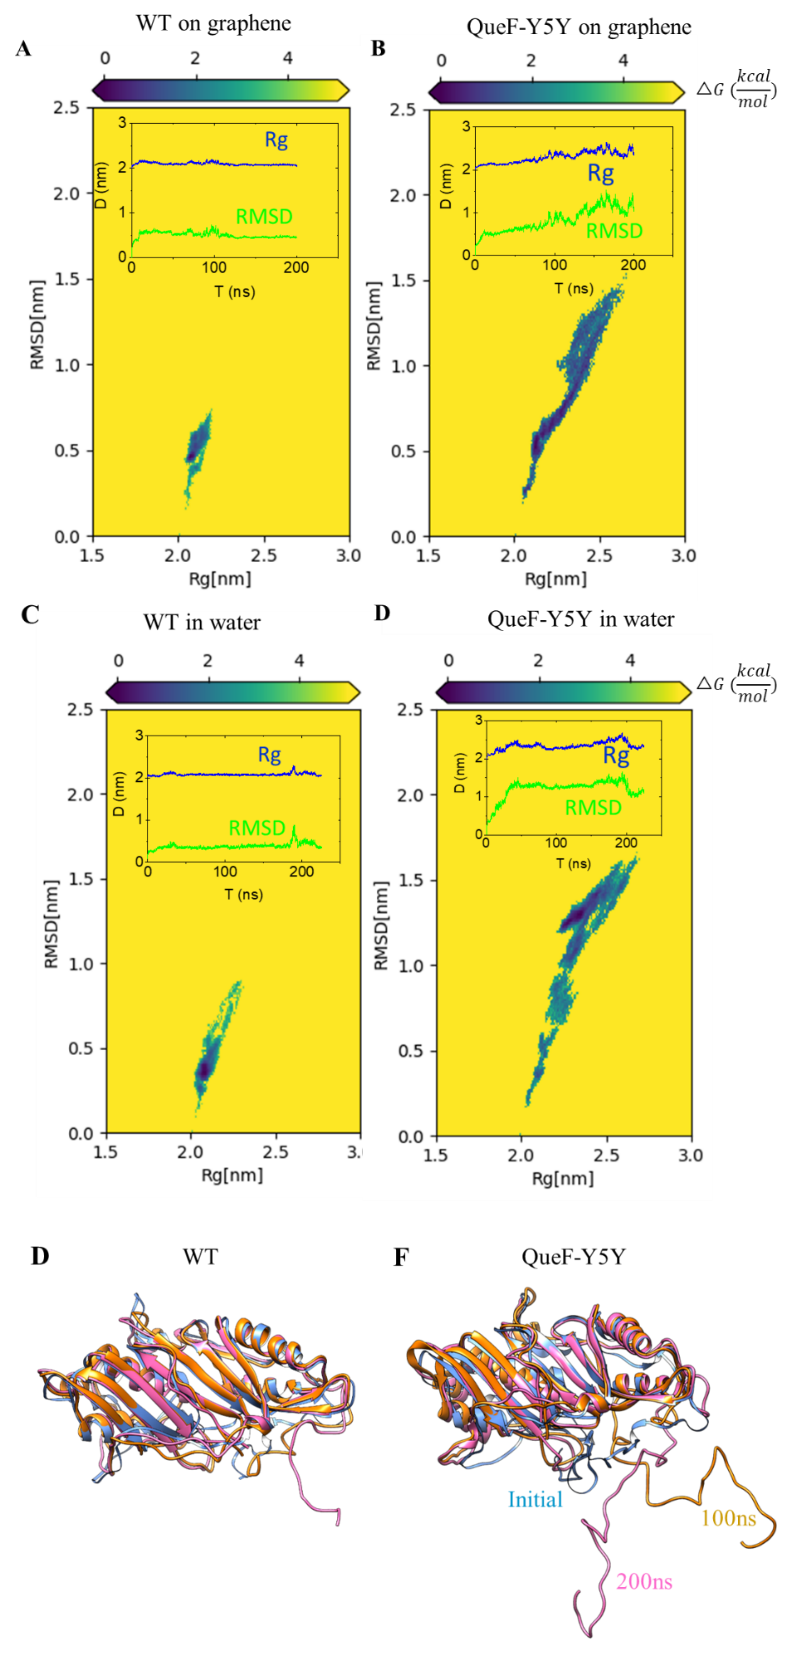 WT on graphene
QueF-Y5Y on graphene
A
B
0 2 4
0 2 4
△G (kcal/mol)
2.5
2.0
1.5
1.0
0.5
0.0
RMSD[nm]
1.5 2.0 2.5 3.0
Rg[nm]
3
2
1
0
D (nm)
Rg
RMSD
0 100 200
T (ns)
2.5
2.0
1.5
1.0
0.5
0.0
RMSD[nm]
1.5 2.0 2.5 3.0
Rg[nm]
3
2
1
0
D (nm)
Rg
RMSD
0 100 200
T (ns)
C
WT in water
D
QueF-Y5Y in water
0 2 4
0 2 4
△G (kcal/mol)
2.5
2.0
1.5
1.0
0.5
0.0
RMSD[nm]
1.5 2.0 2.5 3.
Rg[nm]
3
2
1
0
D (nm)
Rg
RMSD
0 100 200
T (ns)
2.5
2.0
1.5
1.0
0.5
0.0
RMSD[nm]
1.5 2.0 2.5 3.0
Rg[nm]
3
2
1
0
D (nm)
Rg
RMSD
0 100 200
T (ns)
D
WT
F
QueF-Y5Y
Initial
100ns
200ns